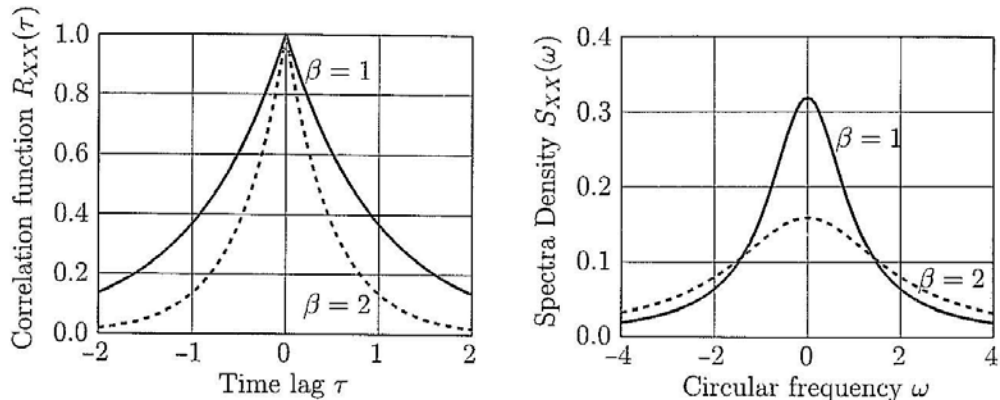 Correlation function R_XX(τ)
1.0
0.8
0.6
0.4
0.2
0.0
β = 1
β = 2
−2
−1
0
1
2
Time lag τ
Spectra Density S_XX(ω)
0.4
0.3
0.2
0.1
0.0
β = 1
β = 2
−4
−2
0
2
4
Circular frequency ω